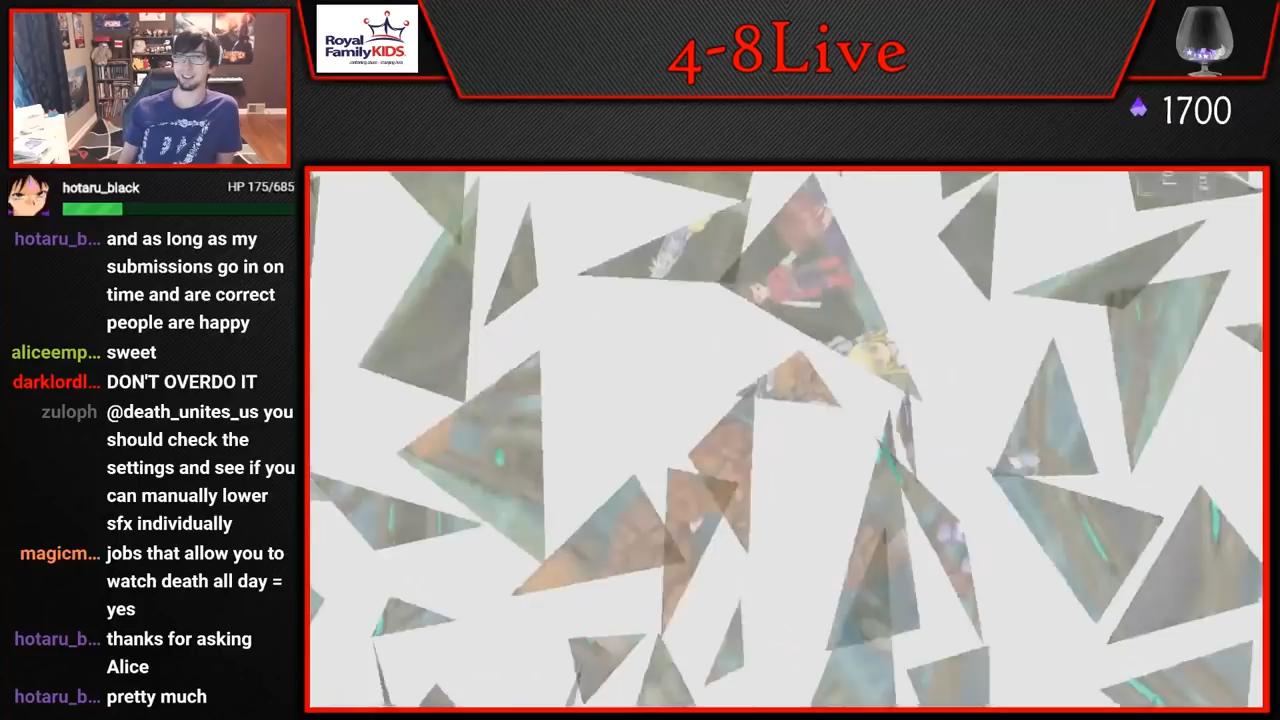 Royal
Family KIDS
4-8Live
1700
hotaru_black
HP 175/685
hotaru_b... and as long as my
submissions go in on
time and are correct
people are happy
aliceemp... sweet
darklordl... DON'T OVERDO IT
zuloph @death_unites_us you
should check the
settings and see if you
can manually lower
sfx individually
magicm... jobs that allow you to
watch death all day =
yes
hotaru_b... thanks for asking
Alice
hotaru_b... pretty much